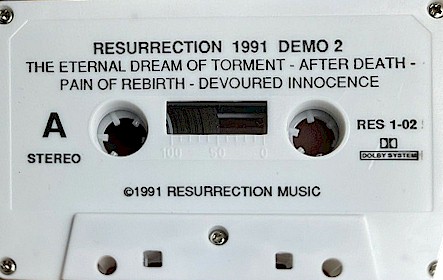 RESURRECTION 1991 DEMO 2
THE ETERNAL DREAM OF TORMENT - AFTER DEATH -
PAIN OF REBIRTH - DEVOURED INNOCENCE
A
STEREO
100 50 0
RES 1-02
DOLBY SYSTEM
©1991 RESURRECTION MUSIC